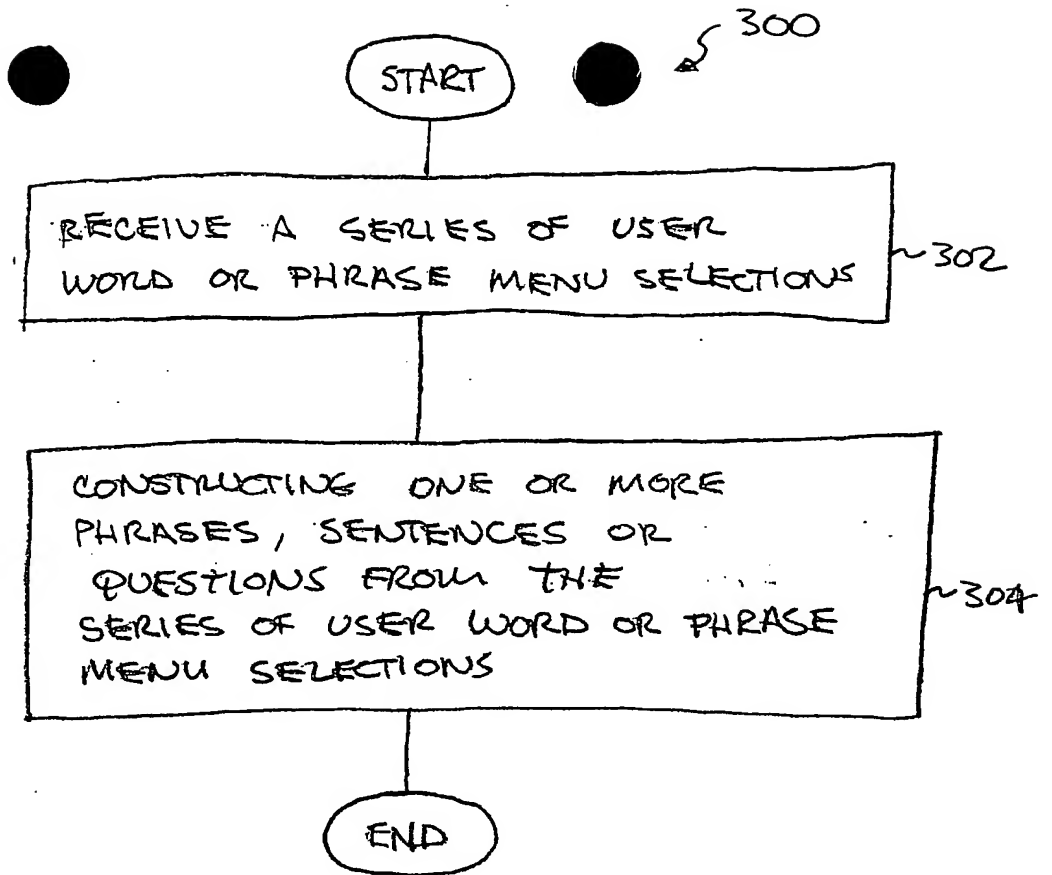 300
START
RECEIVE A SERIES OF USER
WORD OR PHRASE MENU SELECTIONS
302
CONSTRUCTING ONE OR MORE
PHRASES, SENTENCES OR
QUESTIONS FROM THE
SERIES OF USER WORD OR PHRASE
MENU SELECTIONS
304
END